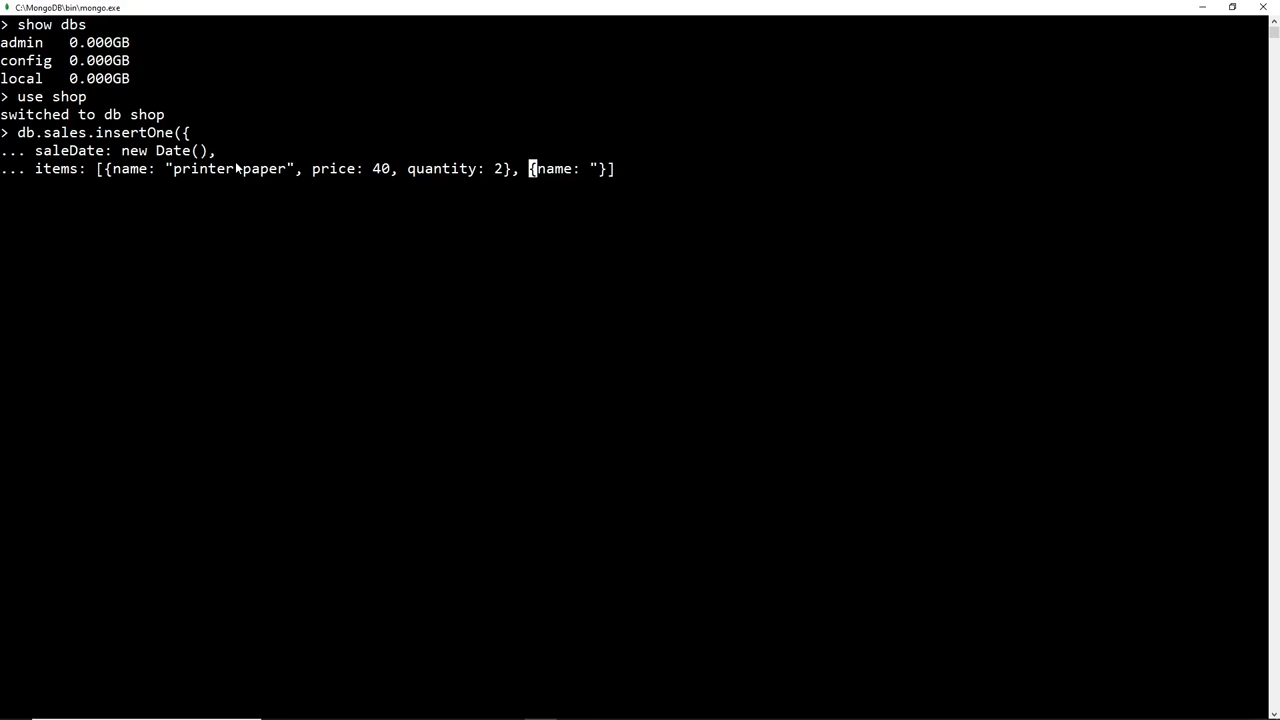 C:\MongoDB\bin\mongo.exe
> show dbs
admin   0.000GB
config  0.000GB
local   0.000GB
> use shop
switched to db shop
> db.sales.insertOne({
... saleDate: new Date(),
... items: [{name: "printer paper", price: 40, quantity: 2}, {name: "}]